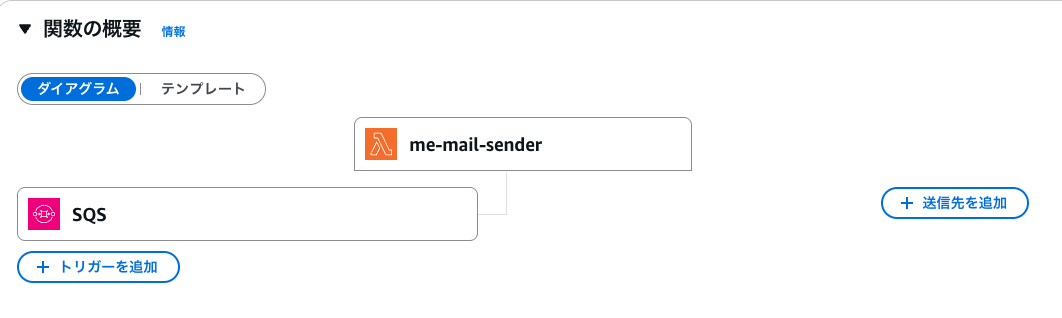 ▼ 関数の概要 情報
ダイアグラム | テンプレート
me-mail-sender
SQS
+ 送信先を追加
+ トリガーを追加